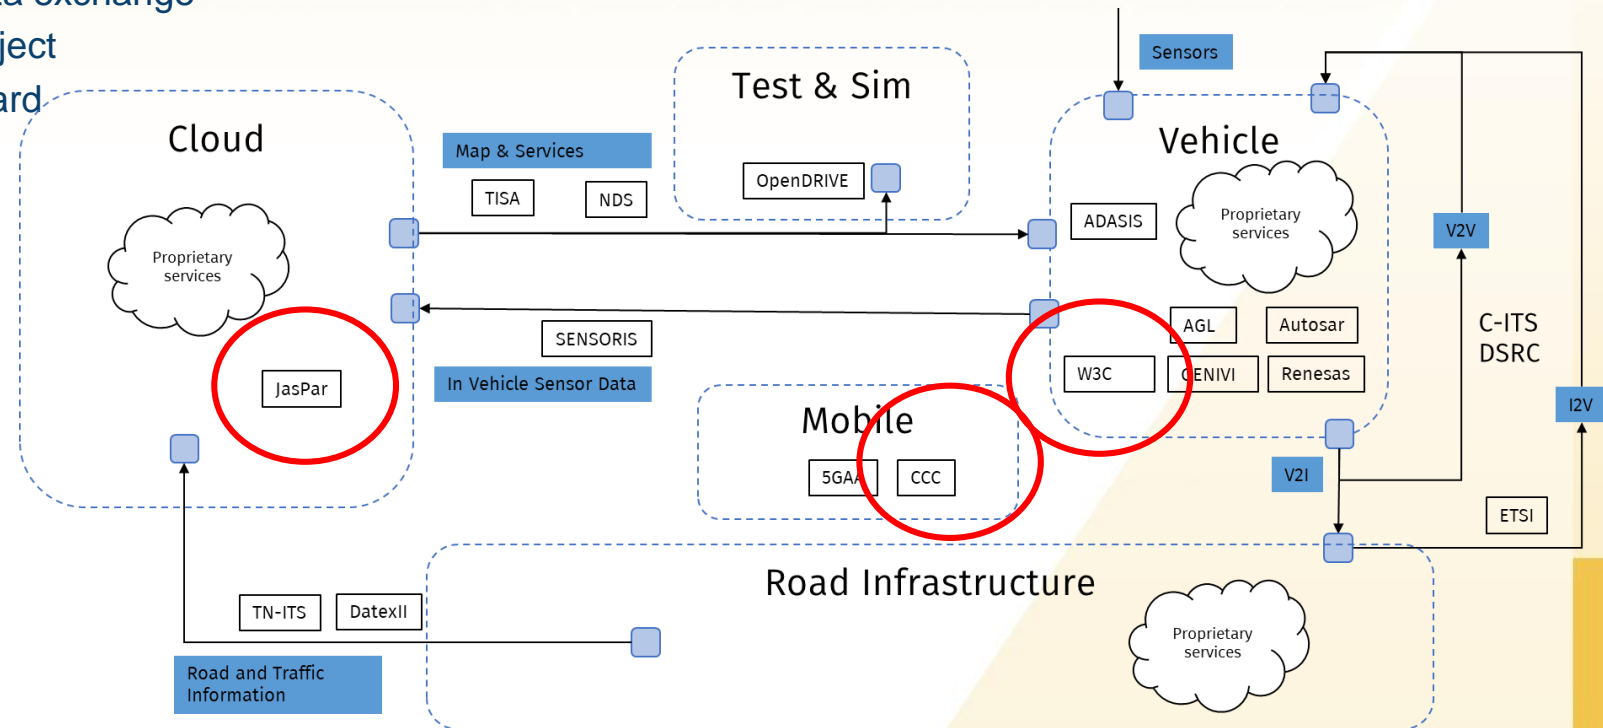 ta exchange
ject
ard
Sensors
Test & Sim
Cloud
Vehicle
Map & Services
TISA
NDS
OpenDRIVE
ADASIS
Proprietary
services
Proprietary
services
V2V
SENSORIS
AGL
Autosar
C-ITS
DSRC
JasPar
In Vehicle Sensor Data
W3C
GENIVI
Renesas
I2V
Mobile
5GAA
CCC
V2I
ETSI
Road Infrastructure
TN-ITS
DatexII
Proprietary
services
Road and Traffic
Information